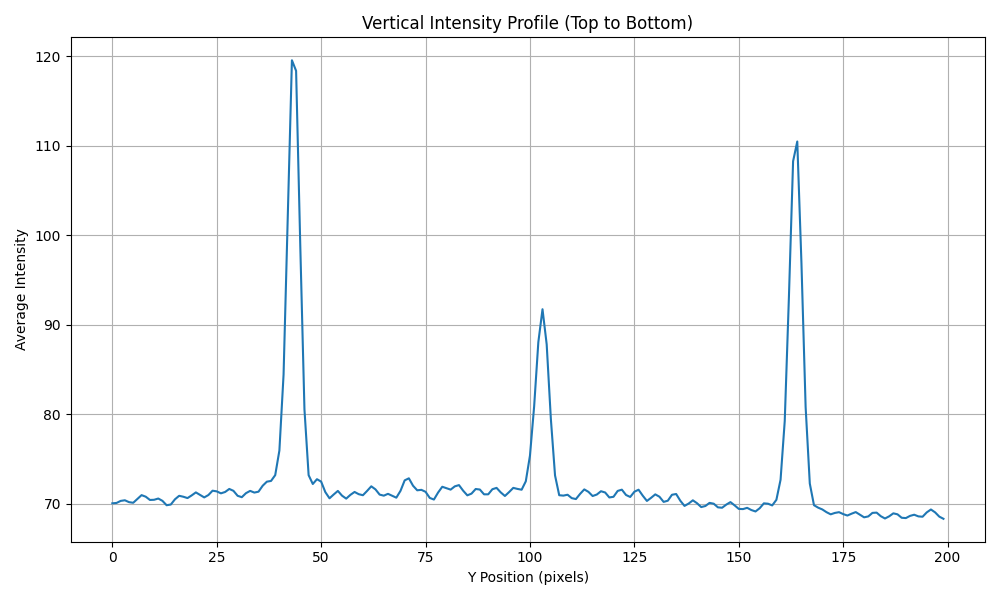 Vertical Intensity Profile (Top to Bottom)
120
110
100
90
80
70
Average Intensity
0 25 50 75 100 125 150 175 200
Y Position (pixels)